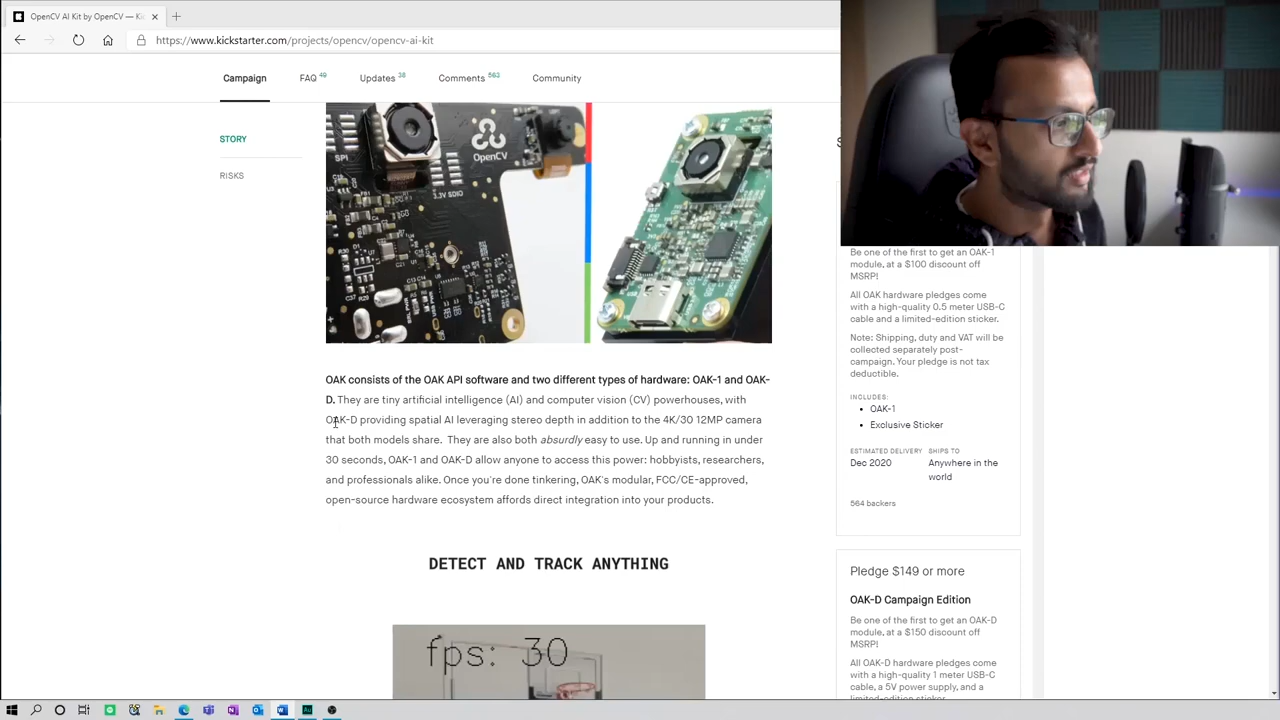 OpenCV AI Kit by OpenCV — Ki
https://www.kickstarter.com/projects/opencv/opencv-ai-kit
Campaign
FAQ 49
Updates 38
Comments 563
Community
STORY
RISKS
SPI
OpenCV
3.3V SDIO
OAK consists of the OAK API software and two different types of hardware: OAK-1 and OAK-
D. They are tiny artificial intelligence (AI) and computer vision (CV) powerhouses, with
OAK-D providing spatial AI leveraging stereo depth in addition to the 4K/30 12MP camera
that both models share. They are also both absurdly easy to use. Up and running in under
30 seconds, OAK-1 and OAK-D allow anyone to access this power: hobbyists, researchers,
and professionals alike. Once you're done tinkering, OAK's modular, FCC/CE-approved,
open-source hardware ecosystem affords direct integration into your products.
DETECT AND TRACK ANYTHING
fps: 30
Be one of the first to get an OAK-1
module, at a $100 discount off
MSRP!
All OAK hardware pledges come
with a high-quality 0.5 meter USB-C
cable and a limited-edition sticker.
Note: Shipping, duty and VAT will be
collected separately post-
campaign. Your pledge is not tax
deductible.
INCLUDES:
OAK-1
Exclusive Sticker
ESTIMATED DELIVERY
Dec 2020
SHIPS TO
Anywhere in the
world
564 backers
Pledge $149 or more
OAK-D Campaign Edition
Be one of the first to get an OAK-D
module, at a $150 discount off
MSRP!
All OAK-D hardware pledges come
with a high-quality 1 meter USB-C
cable, a 5V power supply, and a
limited-edition sticker.